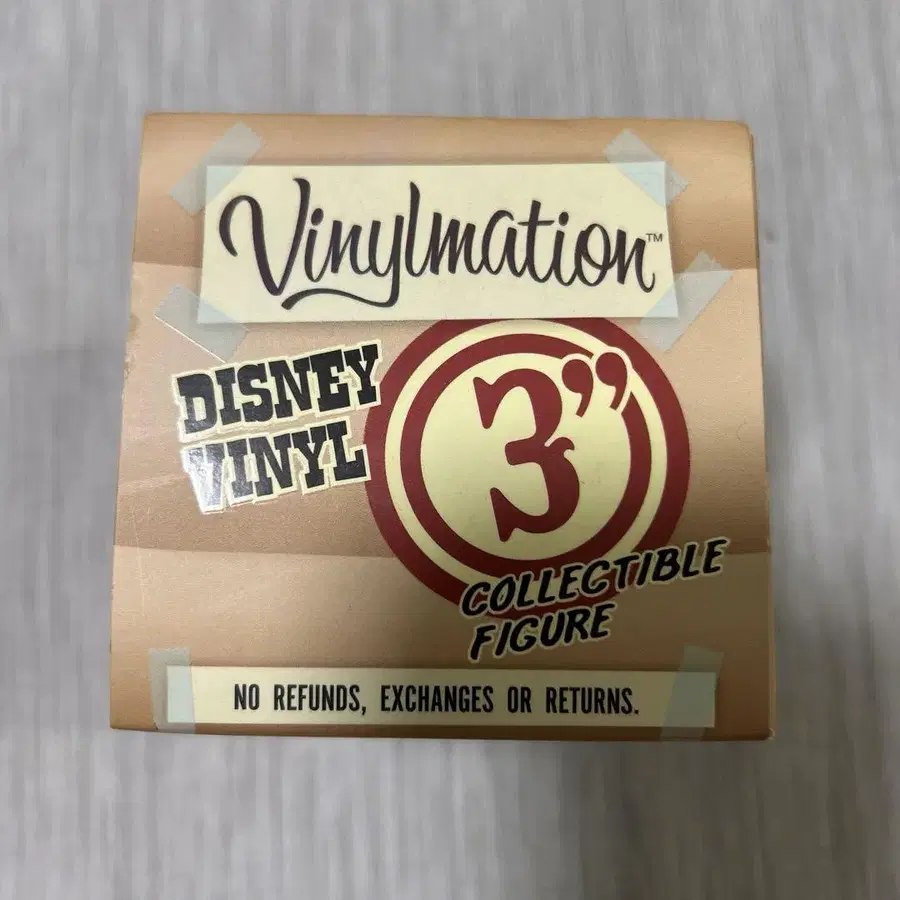 Vinylmation™
DISNEY
VINYL
3”
COLLECTIBLE
FIGURE
NO REFUNDS, EXCHANGES OR RETURNS.